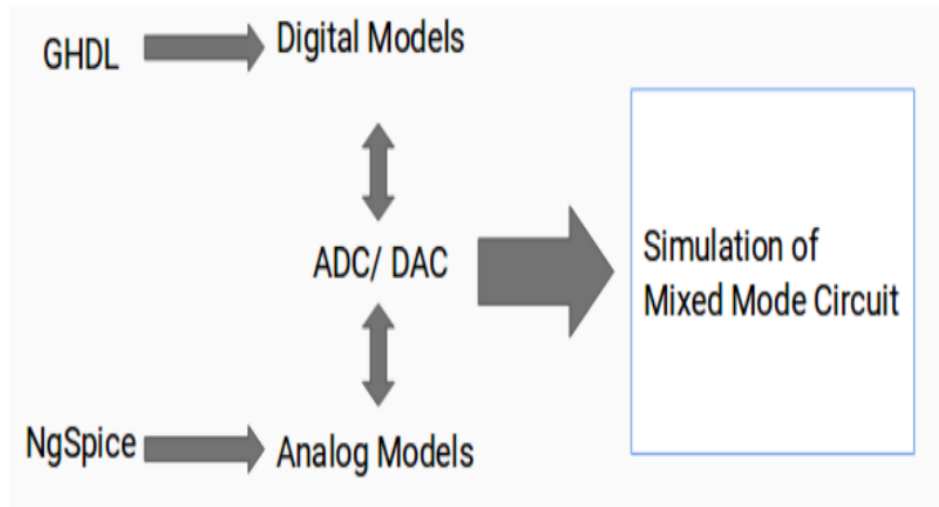 GHDL
Digital Models
ADC/ DAC
Simulation of
Mixed Mode Circuit
NgSpice
Analog Models